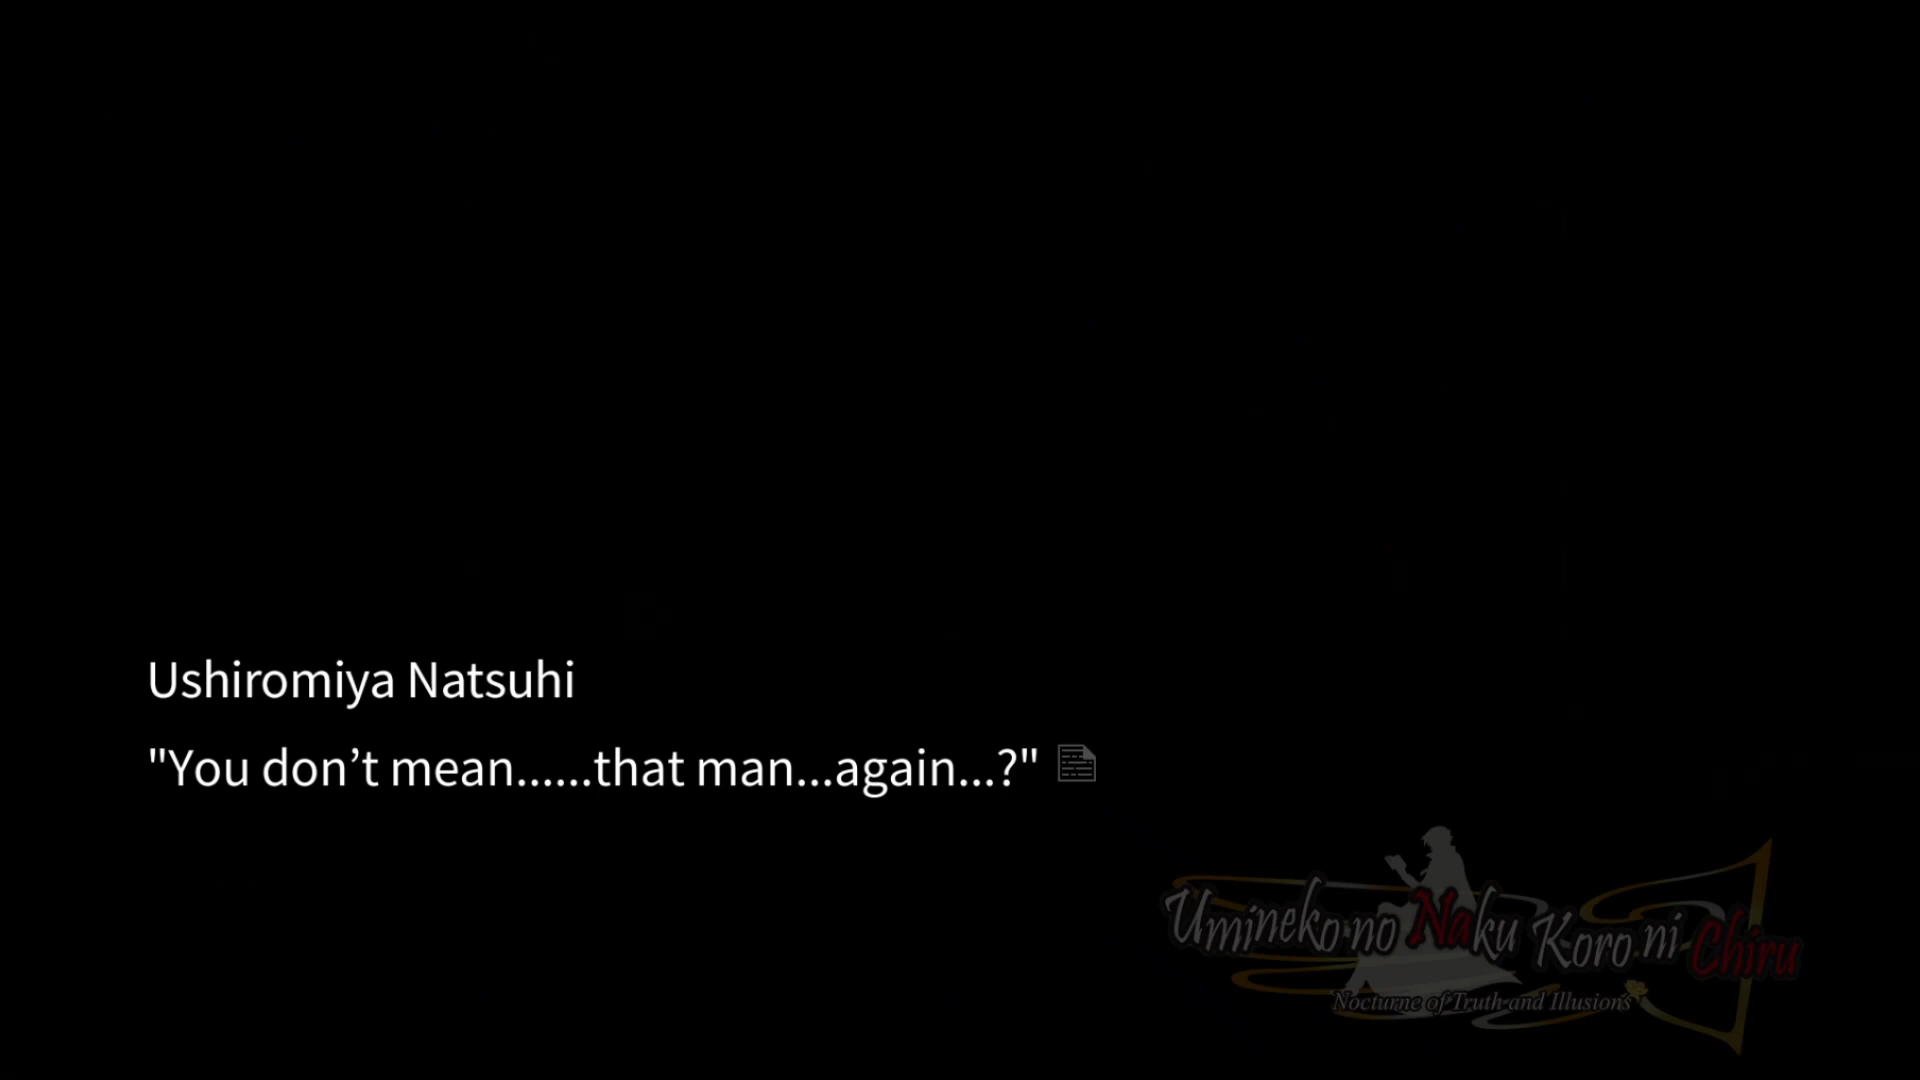 Ushiromiya Natsuhi
"You don’t mean......that man...again...?"
Umineko no Naku Koro ni Chiru
Nocturne of Truth and Illusions